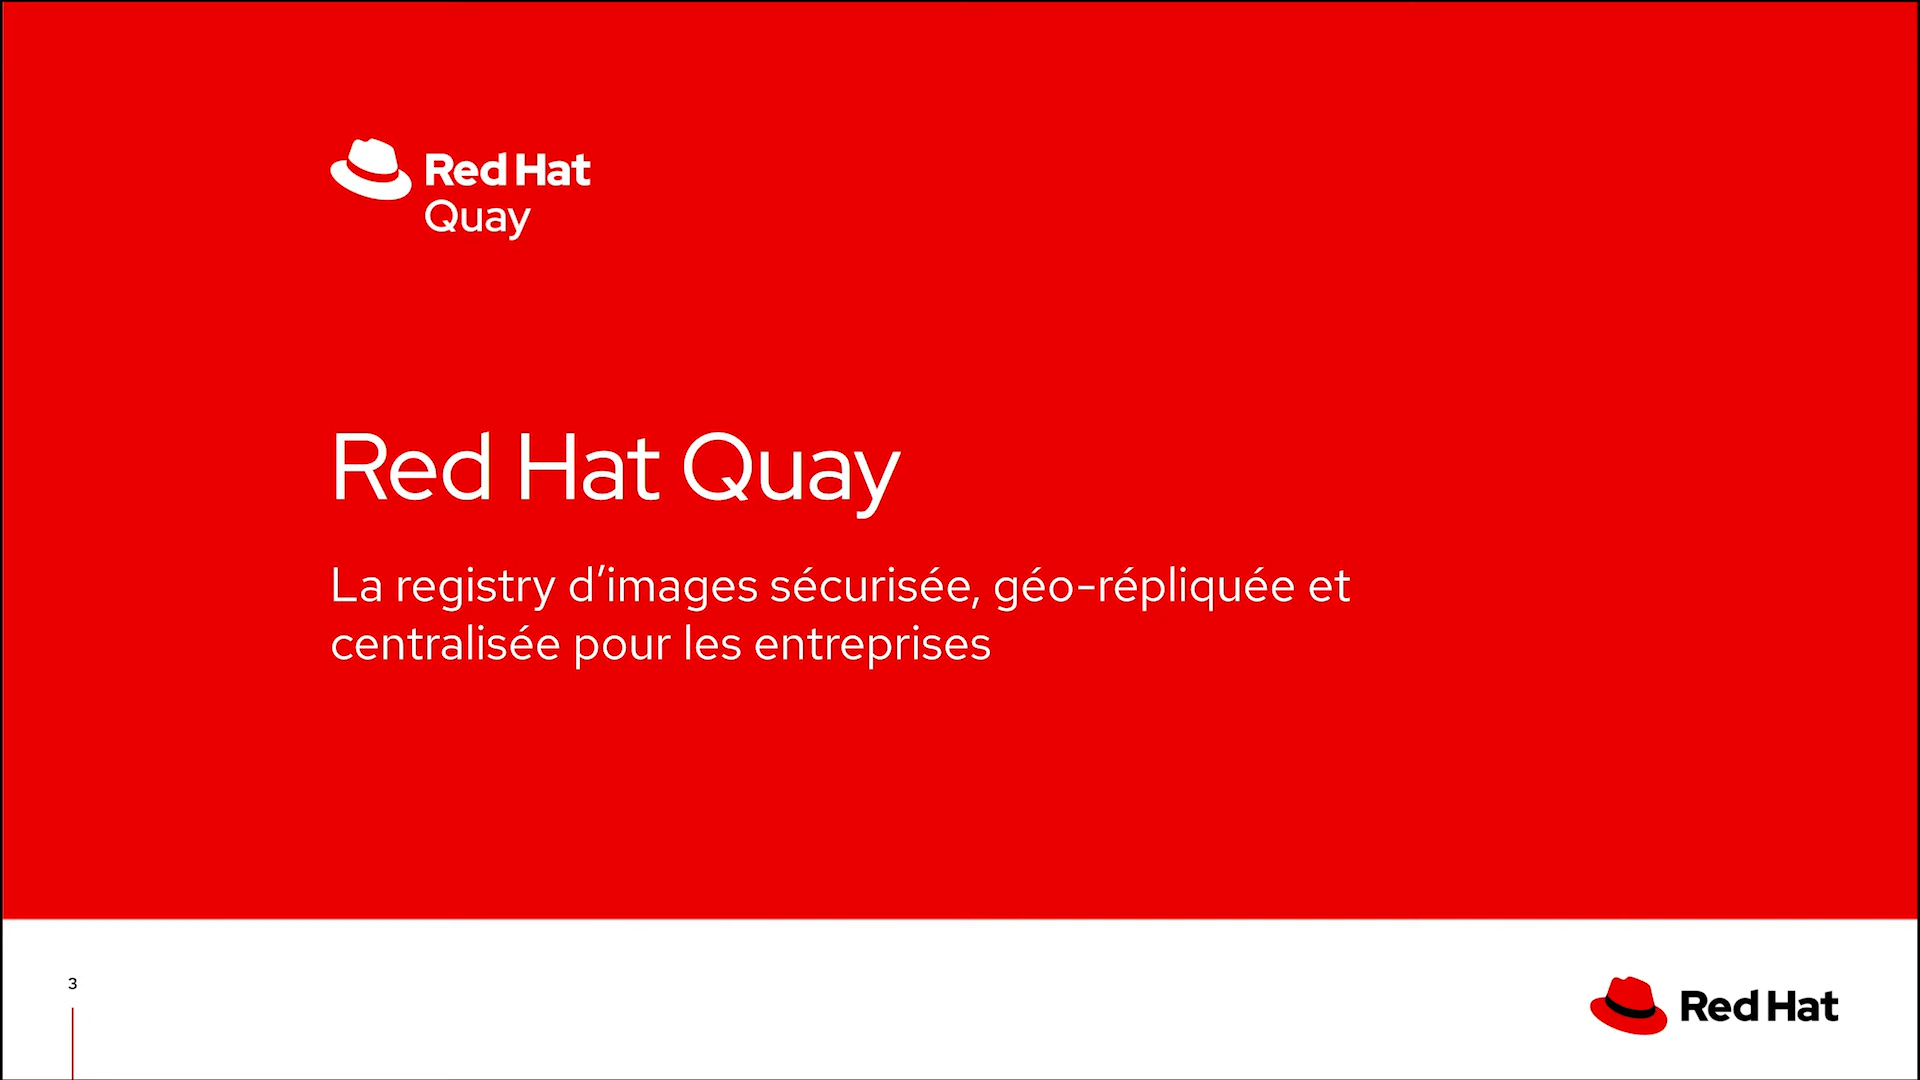 Red Hat
Quay
Red Hat Quay
La registry d’images sécurisée, géo-répliquée et
centralisée pour les entreprises
3
Red Hat